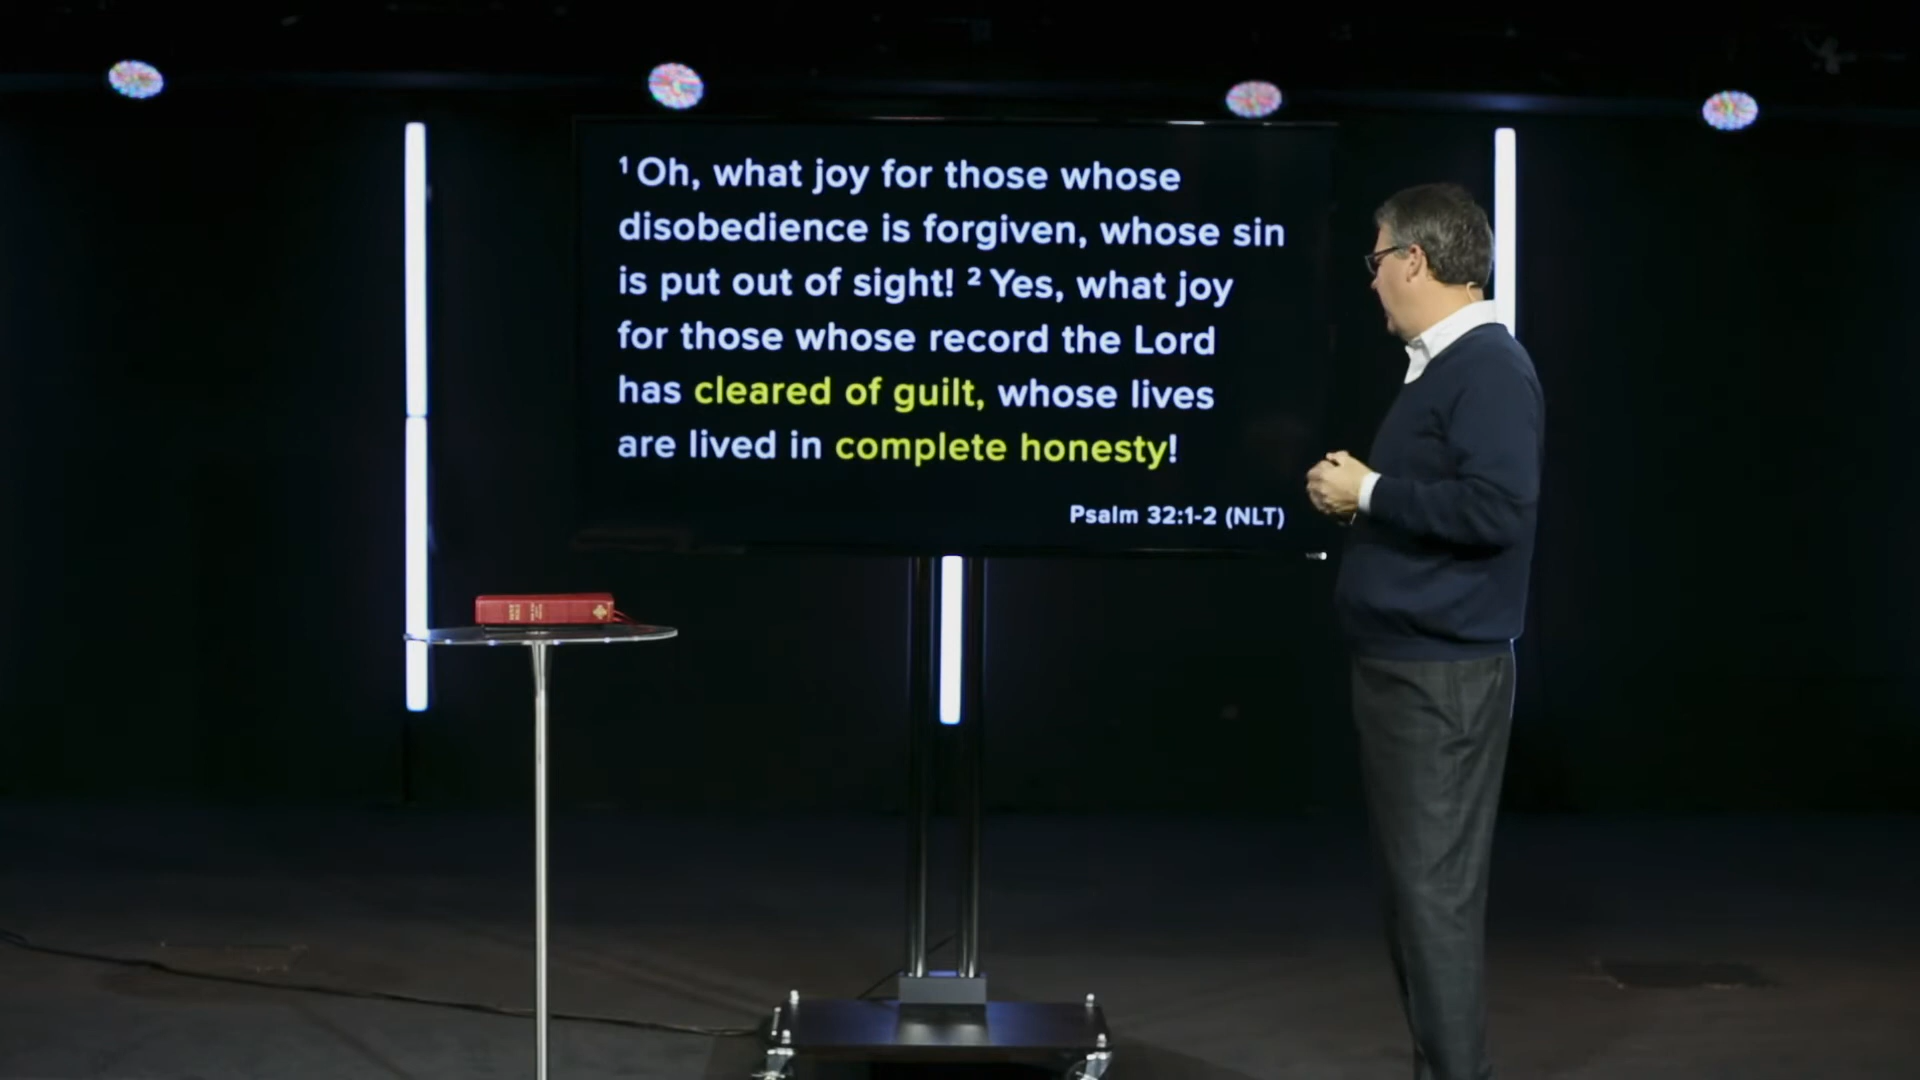 ¹ Oh, what joy for those whose
disobedience is forgiven, whose sin
is put out of sight! ² Yes, what joy
for those whose record the Lord
has cleared of guilt, whose lives
are lived in complete honesty!
Psalm 32:1-2 (NLT)